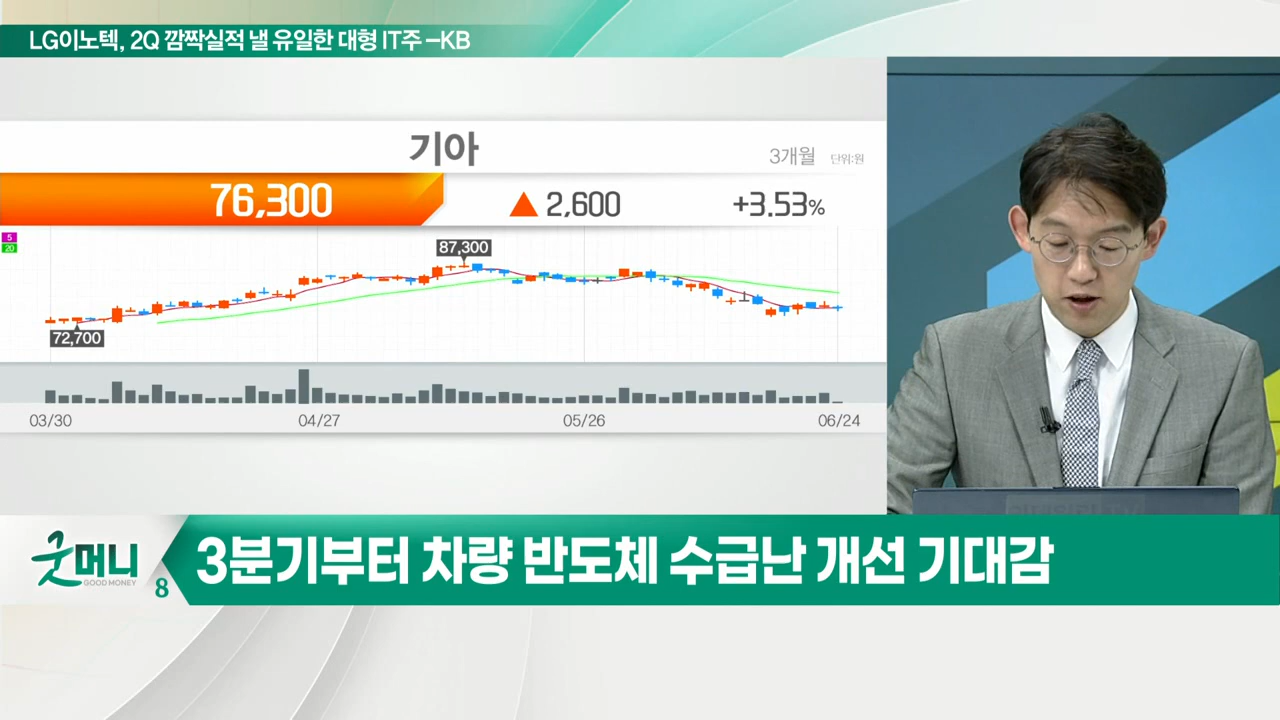 LG이노텍, 2Q 깜짝실적 낼 유일한 대형 IT주 -KB
기아
3개월 단위:원
76,300 ▲ 2,600 +3.53%
5
20
87,300
72,700
03/30 04/27 05/26 06/24
굿머니
GOOD MONEY
8
3분기부터 차량 반도체 수급난 개선 기대감